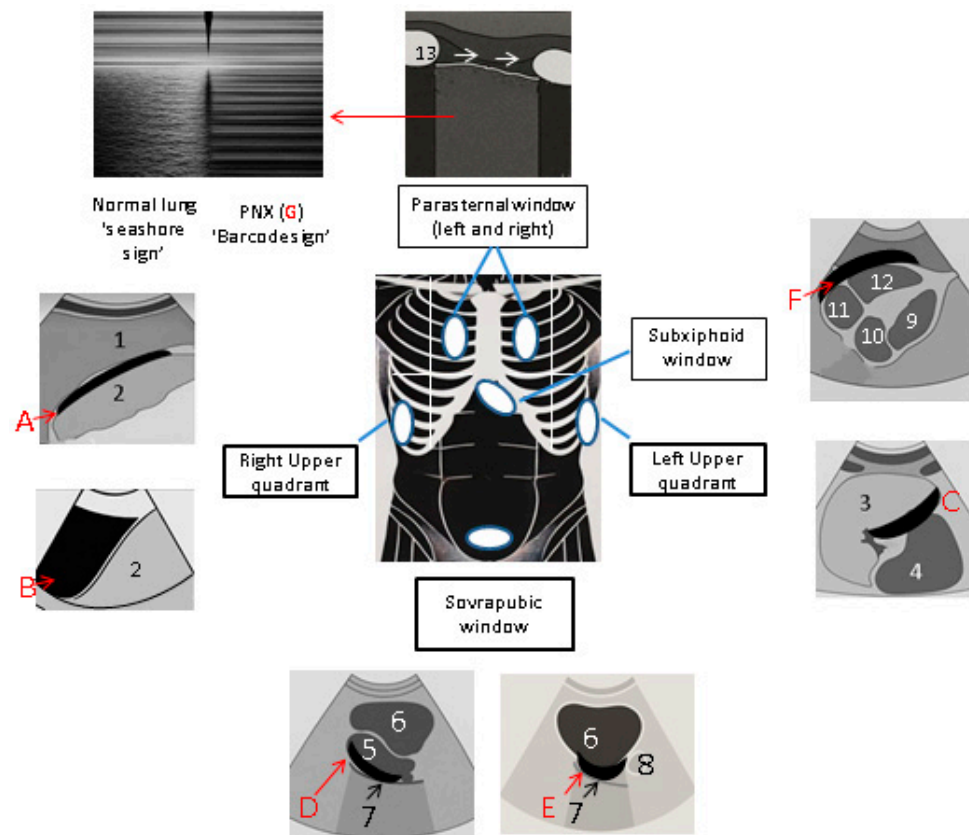 13
Normal lung
'seashore
sign'
PNX (G)
'Barcodesign'
Parasternal window
(left and right)
Subxiphoid
window
Right Upper
quadrant
Left Upper
quadrant
Sovrapubic
window
1
2
A
2
B
F
12
11
10
9
3
C
4
6
5
D
7
6
8
E
7